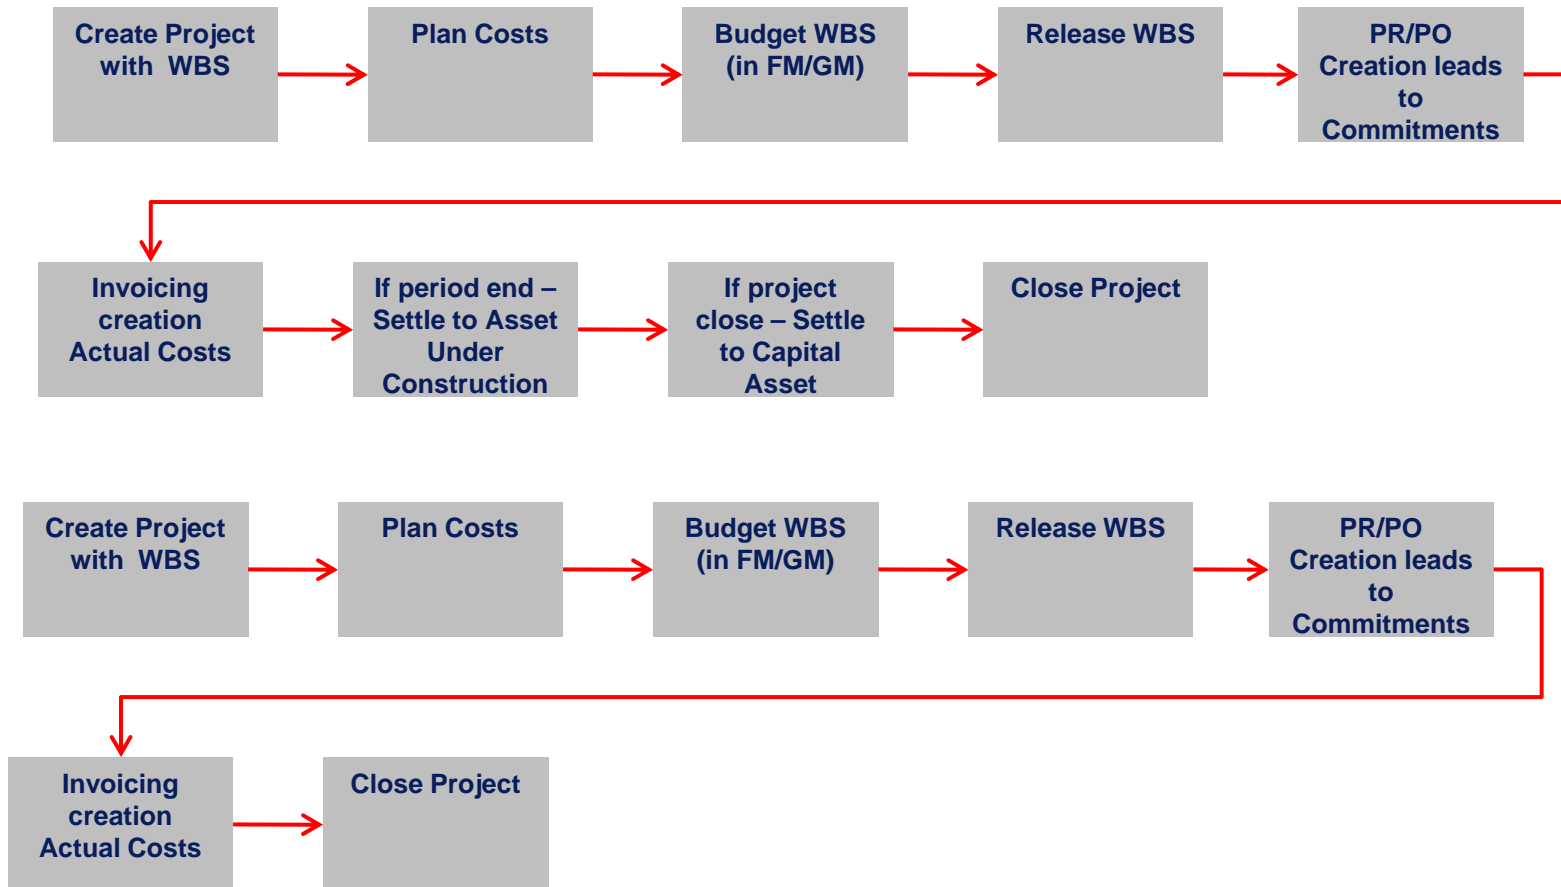 Create Project
with  WBS
Plan Costs
Budget WBS
(in FM/GM)
Release WBS
PR/PO
Creation leads
to
Commitments
Invoicing
creation
Actual Costs
If period end –
Settle to Asset
Under
Construction
If project
close – Settle
to Capital
Asset
Close Project
Create Project
with  WBS
Plan Costs
Budget WBS
(in FM/GM)
Release WBS
PR/PO
Creation leads
to
Commitments
Invoicing
creation
Actual Costs
Close Project